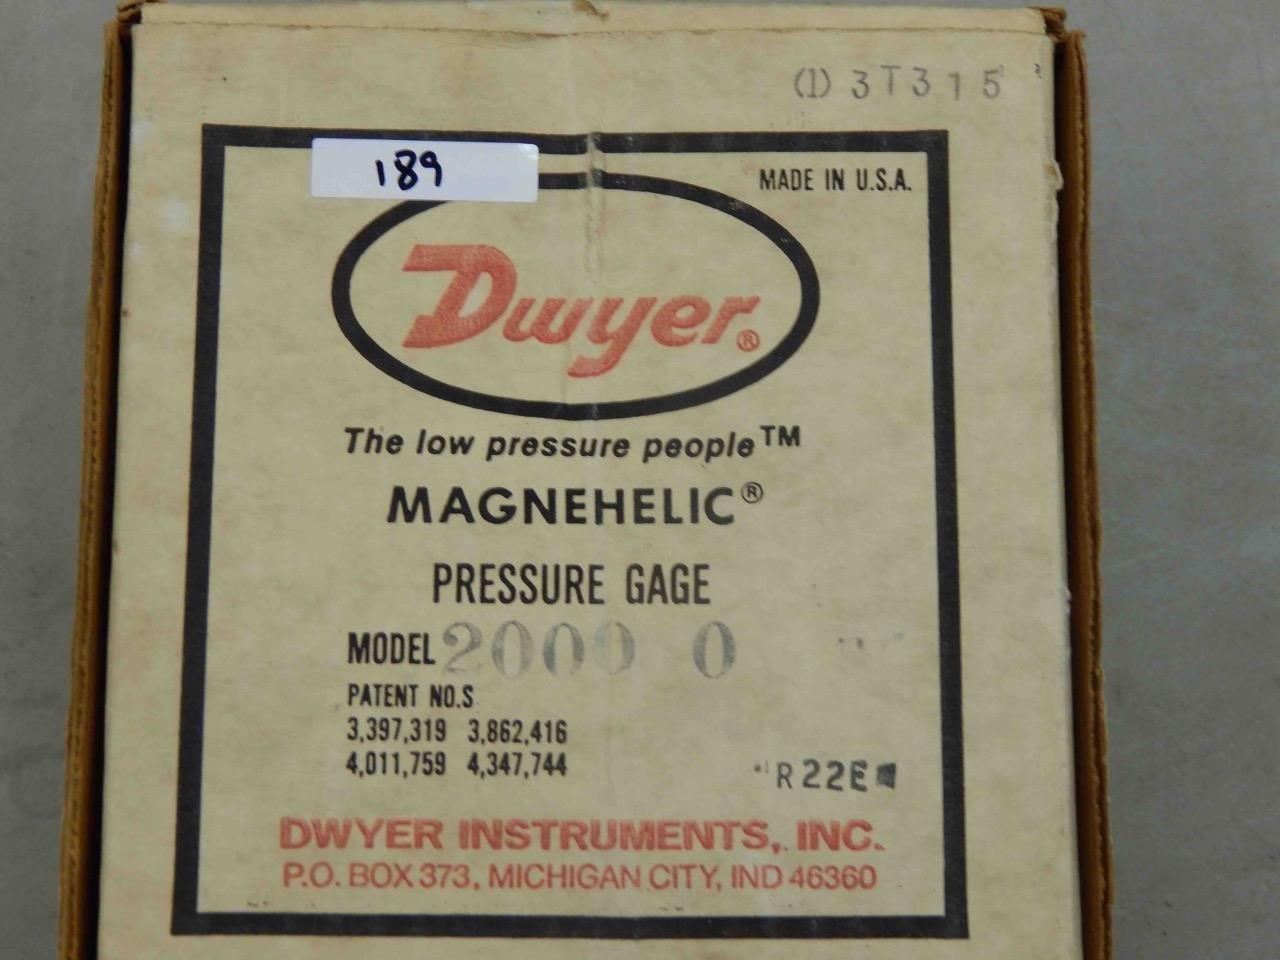 (1) 3T315
189
MADE IN U.S.A.
Dwyer®
The low pressure people™
MAGNEHELIC®
PRESSURE GAGE
MODEL 2000 0
PATENT NO.S
3,397,319 3,862,416
4,011,759 4,347,744
R22E
DWYER INSTRUMENTS, INC.
P.O. BOX 373, MICHIGAN CITY, IND 46360